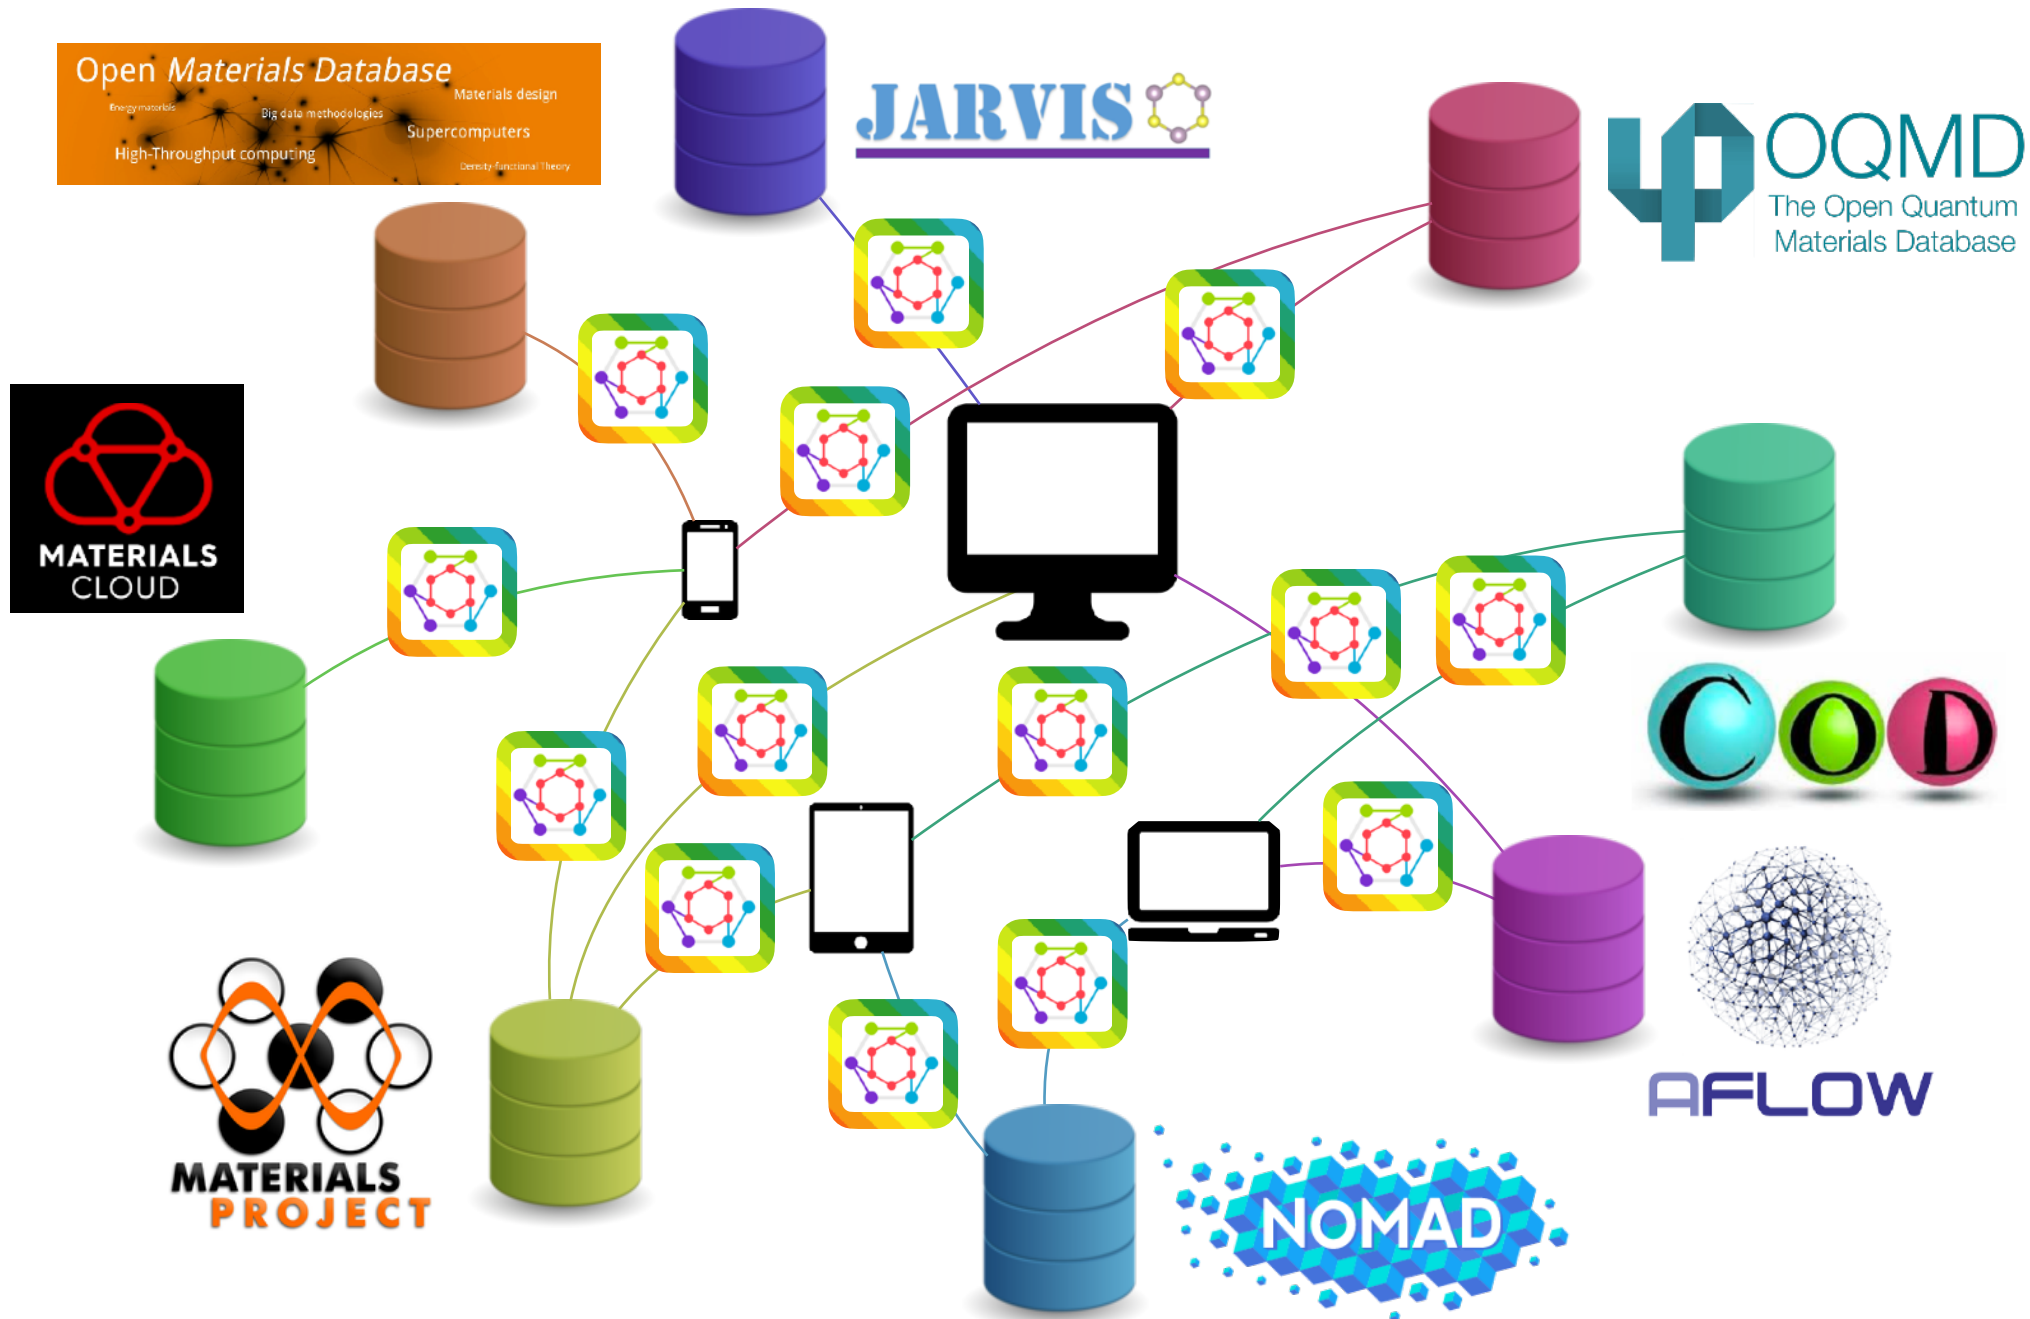 Open Materials Database
Energy materials
Big data methodologies
Materials design
Supercomputers
High-Throughput computing
Density-functional Theory
JARVIS
OQMD
The Open Quantum
Materials Database
MATERIALS
CLOUD
COD
AFLOW
MATERIALS
PROJECT
NOMAD